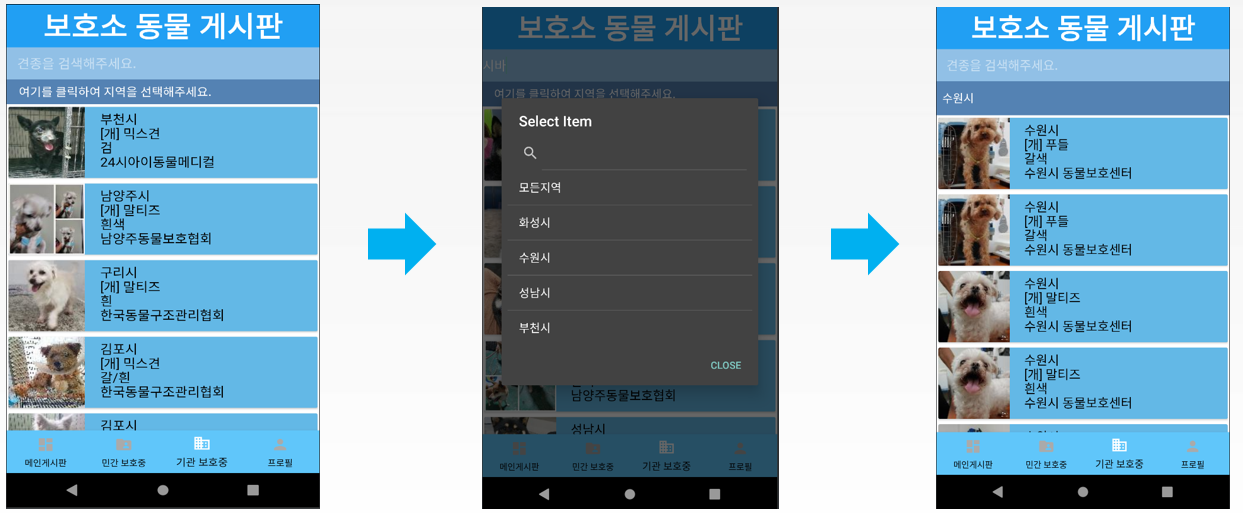 보호소 동물 게시판
견종을 검색해주세요.
여기를 클릭하여 지역을 선택해주세요.
부천시
[개] 믹스견
검
24시아이동물메디컬
남양주시
[개] 말티즈
흰색
남양주동물보호협회
구리시
[개] 말티즈
흰
한국동물구조관리협회
김포시
[개] 믹스견
갈/흰
한국동물구조관리협회
김포시
메인게시판
민간 보호중
기관 보호중
프로필
보호소 동물 게시판
시바
여기를 클릭하여 지역을 선택해주세요.
Select Item
모든지역
화성시
수원시
성남시
부천시
CLOSE
남양주동물보호협회
성남시
메인게시판
민간 보호중
기관 보호중
프로필
보호소 동물 게시판
견종을 검색해주세요.
수원시
수원시
[개] 푸들
갈색
수원시 동물보호센터
수원시
[개] 푸들
갈색
수원시 동물보호센터
수원시
[개] 말티즈
흰색
수원시 동물보호센터
수원시
[개] 말티즈
흰색
수원시 동물보호센터
메인게시판
민간 보호중
기관 보호중
프로필